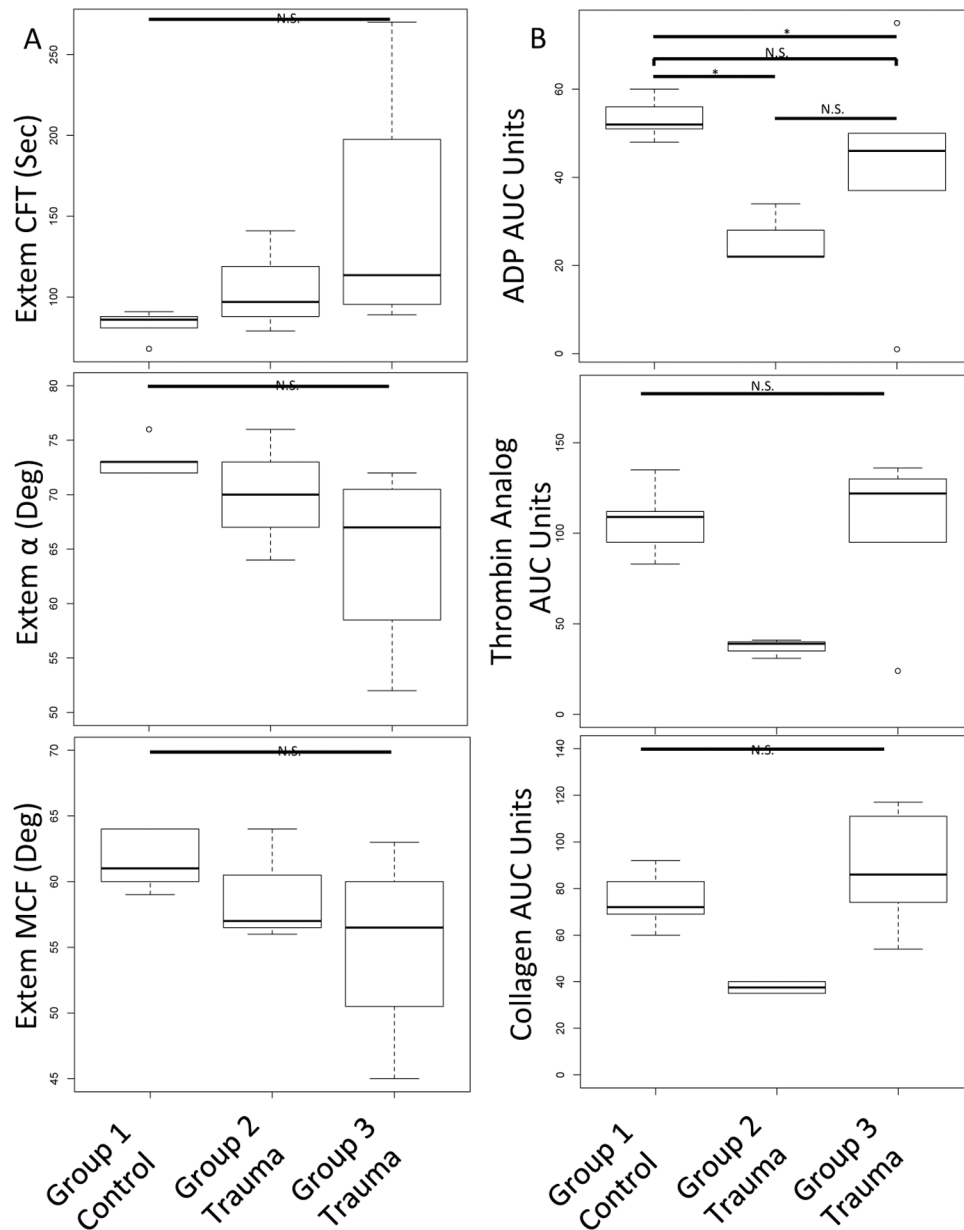 A
N.S.
Extem CFT (Sec)
250
200
150
100
N.S.
Extem α (Deg)
80
75
70
65
60
55
50
N.S.
Extem MCF (Deg)
70
65
60
55
50
45
B
*
N.S.
*
N.S.
ADP AUC Units
60
40
20
0
N.S.
Thrombin Analog
AUC Units
150
100
50
0
N.S.
Collagen AUC Units
140
120
100
80
60
40
20
0
Group 1
Control
Group 2
Trauma
Group 3
Trauma
Group 1
Control
Group 2
Trauma
Group 3
Trauma